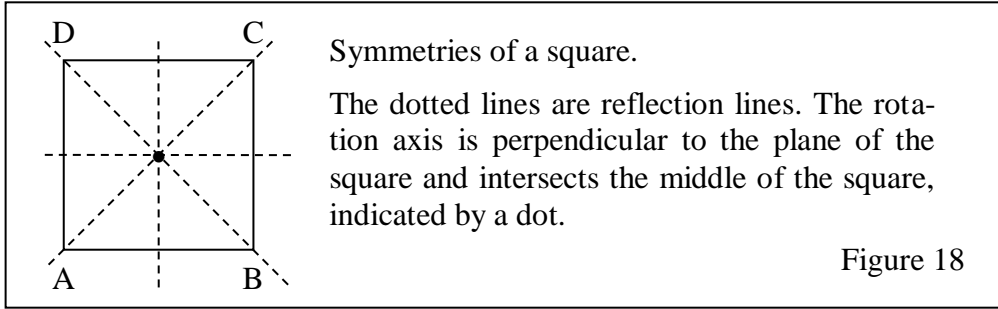 D C
Symmetries of a square.
The dotted lines are reflection lines. The rota-
tion axis is perpendicular to the plane of the
square and intersects the middle of the square,
indicated by a dot.
A B
Figure 18